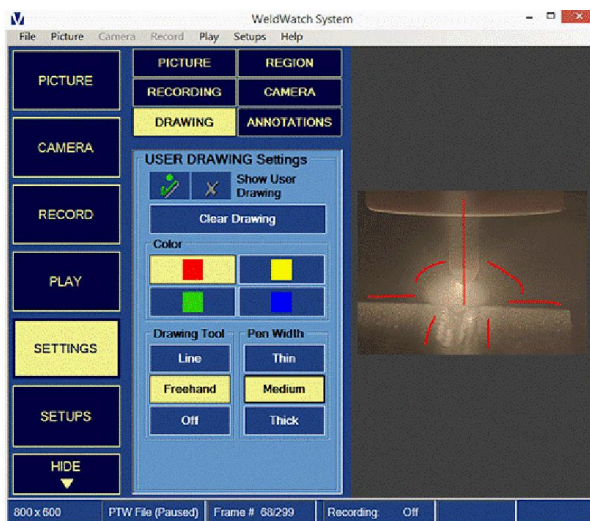 WeldWatch System
File Picture Camera Record Play Setups Help
PICTURE
CAMERA
RECORD
PLAY
SETTINGS
SETUPS
HIDE
PICTURE REGION
RECORDING CAMERA
DRAWING ANNOTATIONS
USER DRAWING Settings
Show User
Drawing
Clear Drawing
Color
Drawing Tool
Line
Freehand
Off
Pen Width
Thin
Medium
Thick
800 x 600 PTW File (Paused) Frame # 68/299 Recording: Off